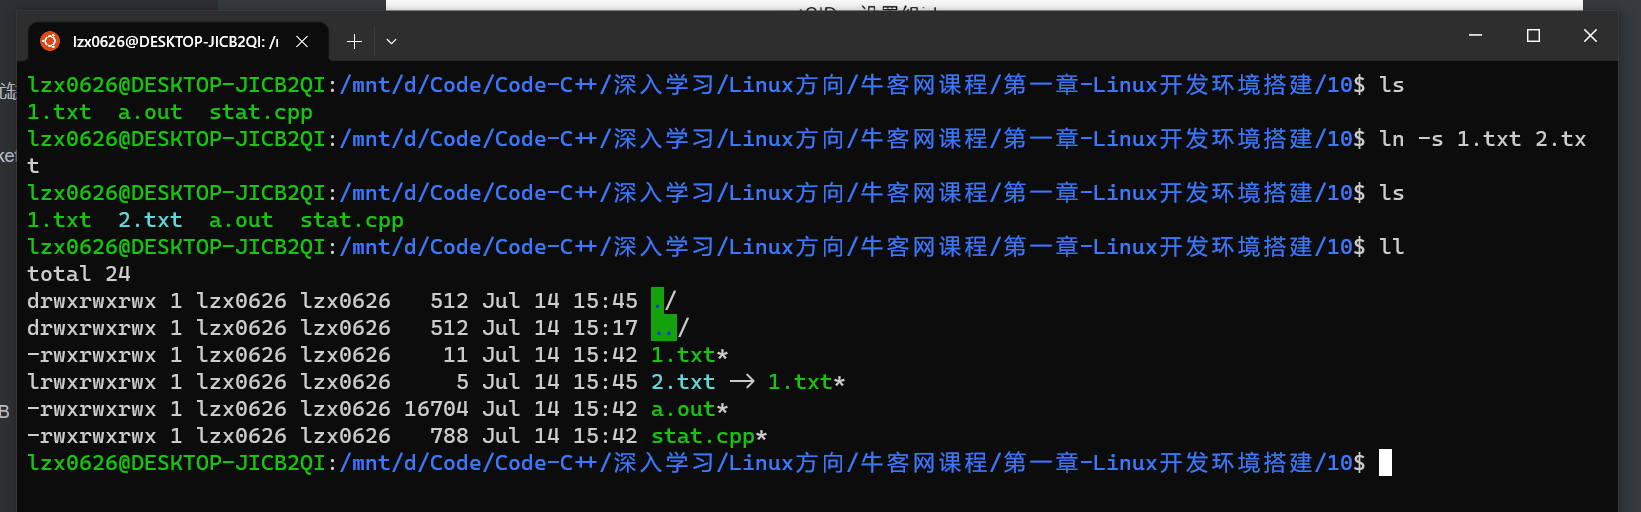 lzx0626@DESKTOP-JICB2QI: /r
lzx0626@DESKTOP-JICB2QI:/mnt/d/Code/Code-C++/深入学习/Linux方向/牛客网课程/第一章-Linux开发环境搭建/10$ ls
1.txt  a.out  stat.cpp
lzx0626@DESKTOP-JICB2QI:/mnt/d/Code/Code-C++/深入学习/Linux方向/牛客网课程/第一章-Linux开发环境搭建/10$ ln -s 1.txt 2.tx
t
lzx0626@DESKTOP-JICB2QI:/mnt/d/Code/Code-C++/深入学习/Linux方向/牛客网课程/第一章-Linux开发环境搭建/10$ ls
1.txt  2.txt  a.out  stat.cpp
lzx0626@DESKTOP-JICB2QI:/mnt/d/Code/Code-C++/深入学习/Linux方向/牛客网课程/第一章-Linux开发环境搭建/10$ ll
total 24
drwxrwxrwx 1 lzx0626 lzx0626   512 Jul 14 15:45 ./
drwxrwxrwx 1 lzx0626 lzx0626   512 Jul 14 15:17 ../
-rwxrwxrwx 1 lzx0626 lzx0626    11 Jul 14 15:42 1.txt*
lrwxrwxrwx 1 lzx0626 lzx0626     5 Jul 14 15:45 2.txt -> 1.txt*
-rwxrwxrwx 1 lzx0626 lzx0626 16704 Jul 14 15:42 a.out*
-rwxrwxrwx 1 lzx0626 lzx0626   788 Jul 14 15:42 stat.cpp*
lzx0626@DESKTOP-JICB2QI:/mnt/d/Code/Code-C++/深入学习/Linux方向/牛客网课程/第一章-Linux开发环境搭建/10$